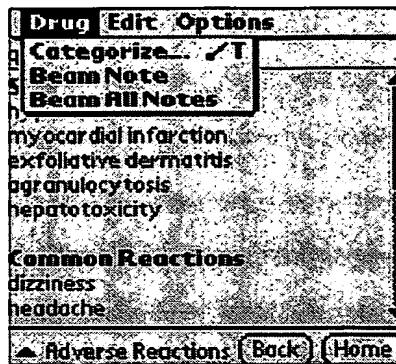 Drug Edit Options
Categorize... ✓T
Beam Note
Beam All Notes
myocardial infarction
exfoliative dermatitis
agranulocytosis
hepatotoxicity
Common Reactions
dizziness
headache
Adverse Reactions Back Home